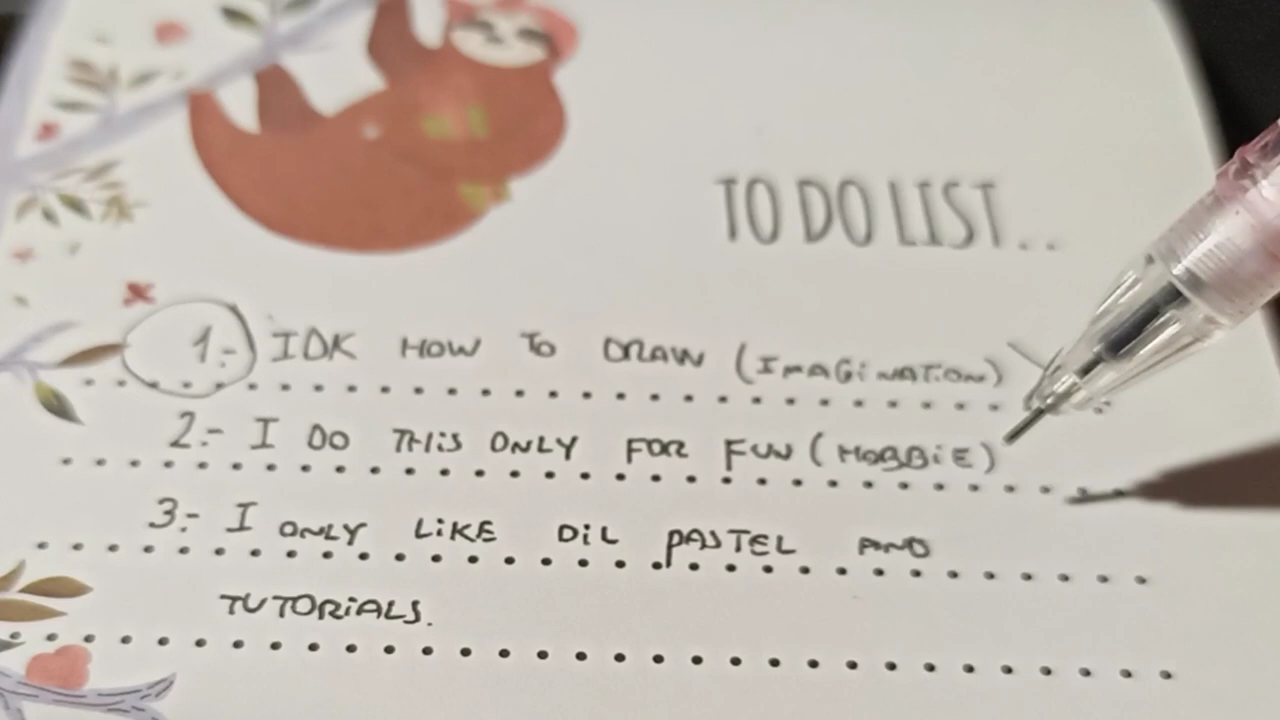 TO DO LIST...
1.- IDK HOW TO DRAW (IMAGiNATiON)
2.- I DO THiS ONLY FOR FUN (HOBBiE)
3.- I ONLY LiKE OiL PASTEL AND
TUTORiALS.